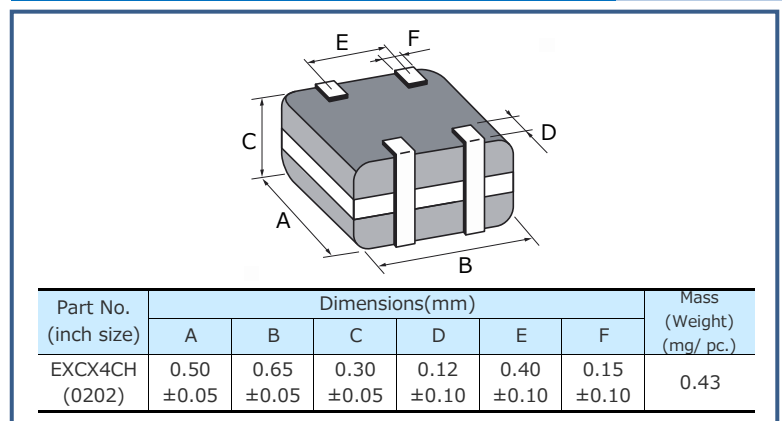 E
F
C
D
A
B
Part No.
(inch size)
Dimensions(mm)
Mass
(Weight)
(mg/ pc.)
A B C D E F
EXCX4CH
(0202)
0.50 0.65 0.30 0.12 0.40 0.15
±0.05 ±0.05 ±0.05 ±0.10 ±0.10 ±0.10
0.43